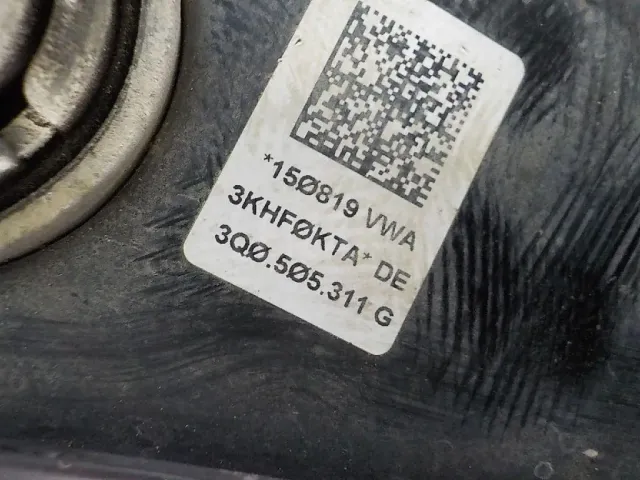 *15Ø819 VWA
3KHFØKTA* DE
3QØ.5Ø5.311 G